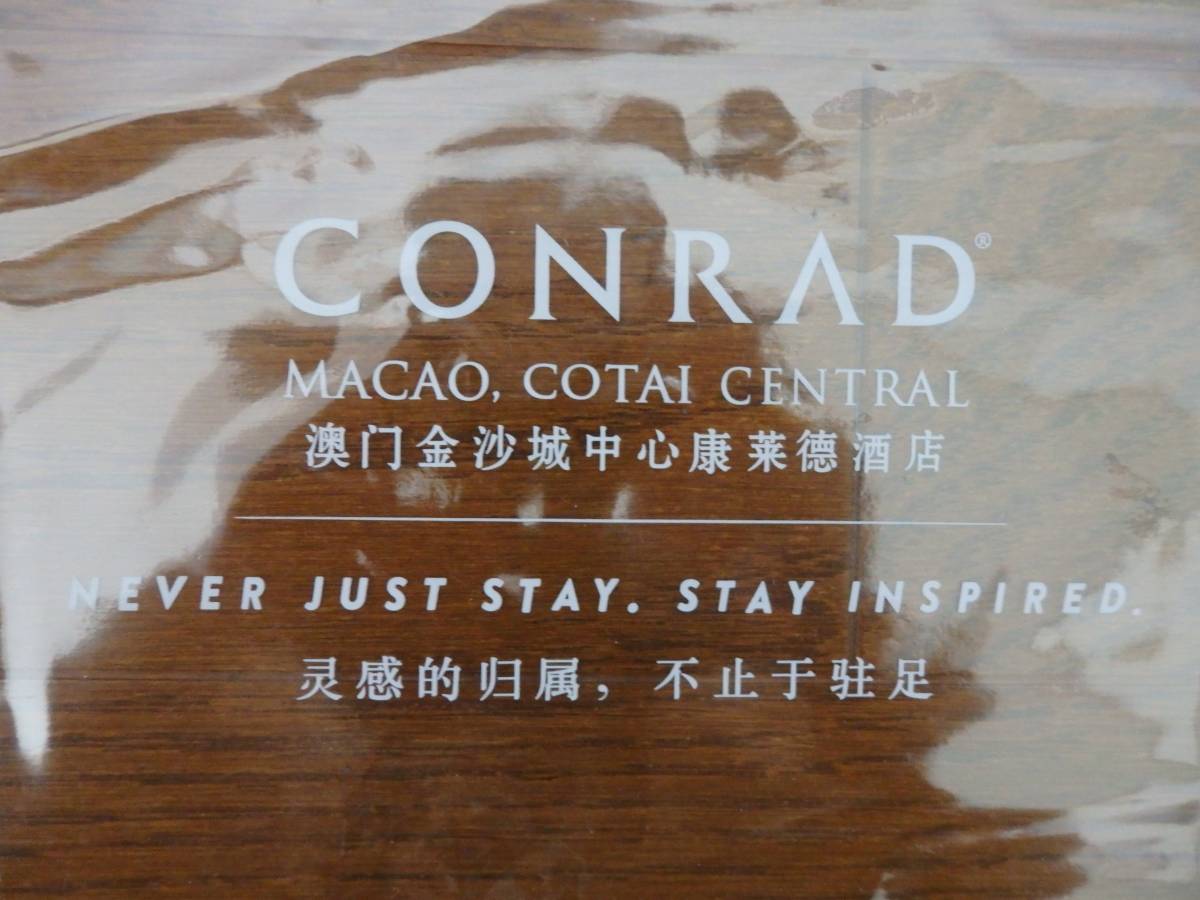 CONRAD®
MACAO, COTAI CENTRAL
澳门金沙城中心康莱德酒店
NEVER JUST STAY. STAY INSPIRED.
灵感的归属，不止于驻足